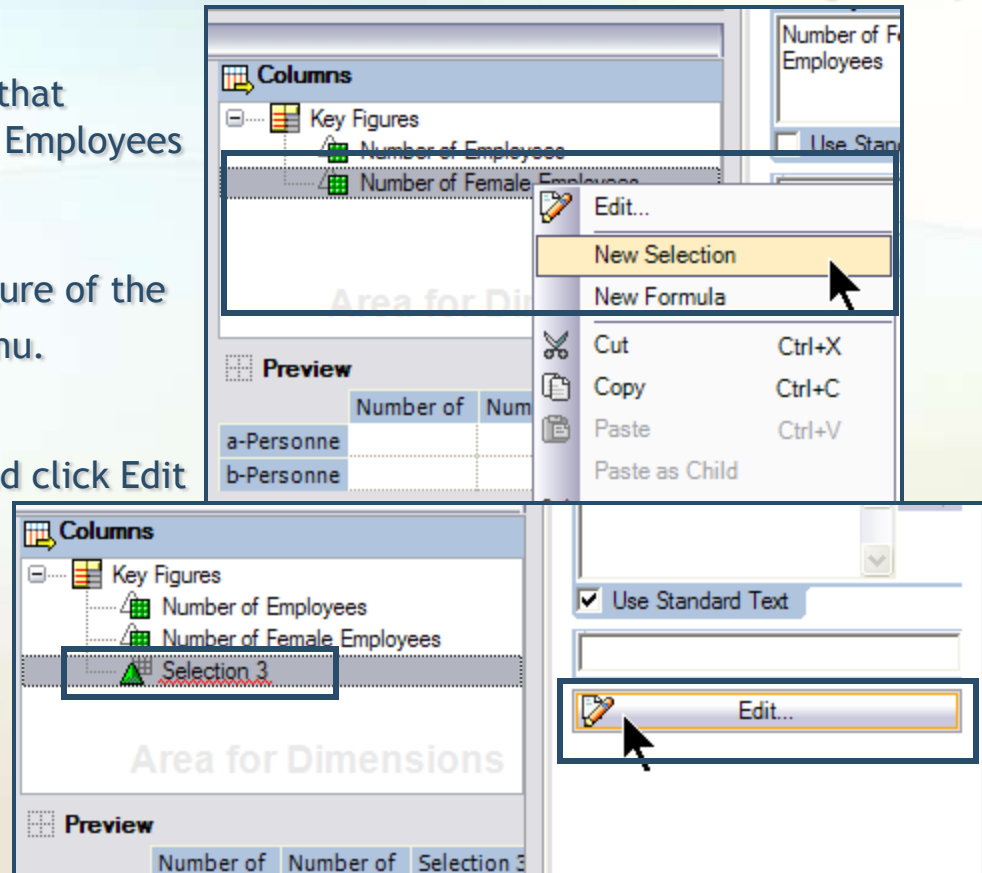 that
Employees
ure of the
nu.
d click Edit
Columns
Key Figures
Number of Employees
Number of Female Employees
Area for Dim
Number of Fe
Employees
Use Stan
Edit...
New Selection
New Formula
Cut Ctrl+X
Copy Ctrl+C
Paste Ctrl+V
Paste as Child
Preview
Number of Num
a-Personne
b-Personne
Columns
Key Figures
Number of Employees
Number of Female Employees
Selection 3
Area for Dimensions
Use Standard Text
Edit...
Preview
Number of Number of Selection 3